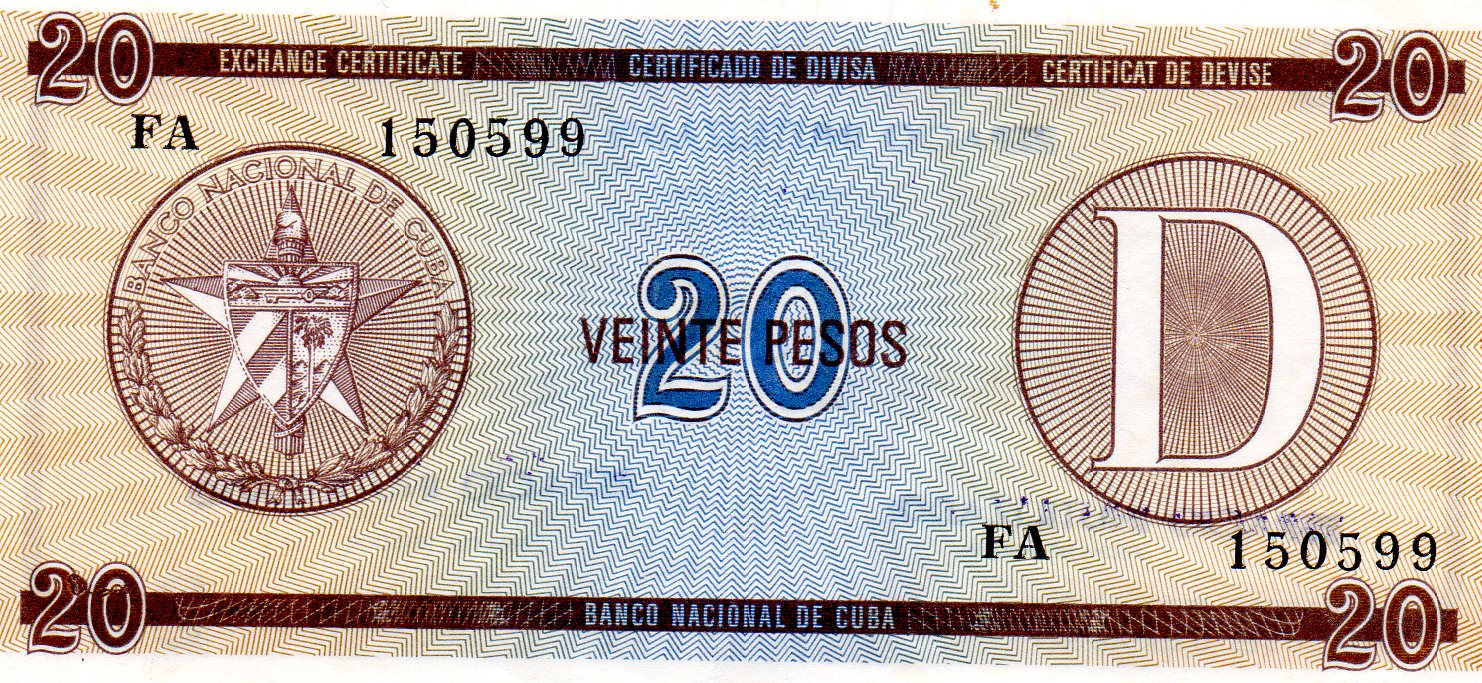 20 EXCHANGE CERTIFICATE CERTIFICADO DE DIVISA CERTIFICAT DE DEVISE 20
FA 150599
BANCO NACIONAL DE CUBA
D
20
VEINTE PESOS
FA 150599
20 BANCO NACIONAL DE CUBA 20